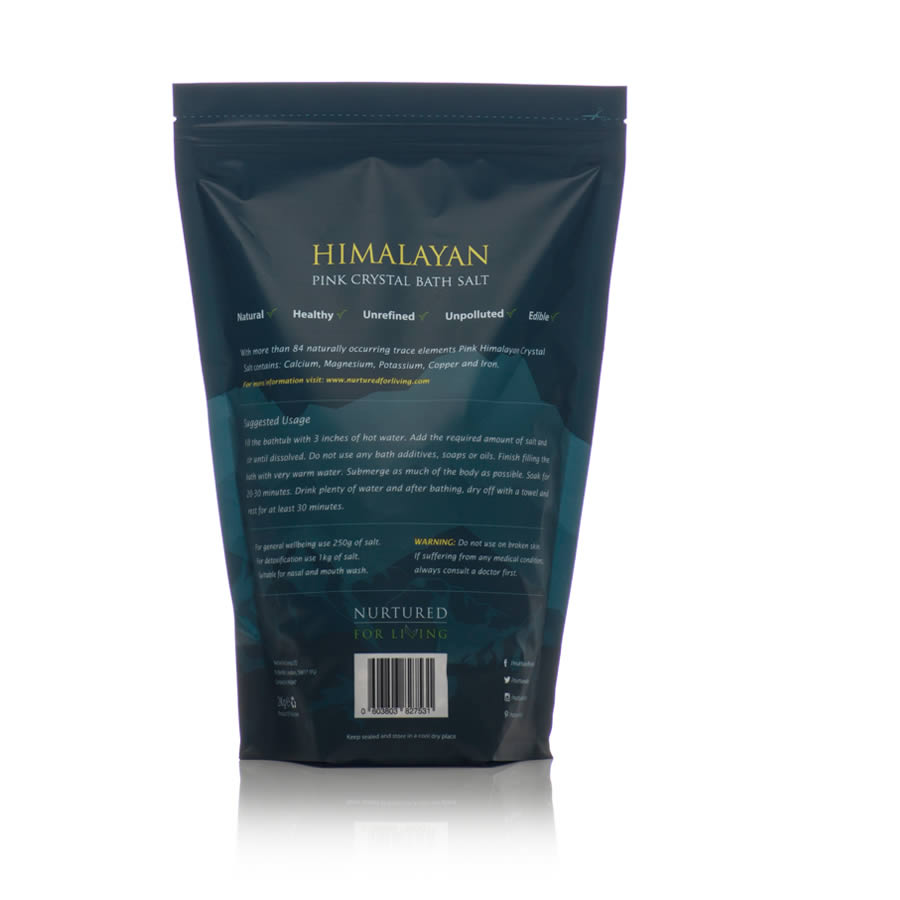 HIMALAYAN
PINK CRYSTAL BATH SALT
Natural ✓ Healthy ✓ Unrefined ✓ Unpolluted ✓ Edible ✓
With more than 84 naturally occurring trace elements Pink Himalayan Crystal
Salt contains: Calcium, Magnesium, Potassium, Copper and Iron.
For more information visit: www.nurturedforliving.com
Suggested Usage
Fill the bathtub with 3 inches of hot water. Add the required amount of salt and
stir until dissolved. Do not use any bath additives, soaps or oils. Finish filling the
bath with very warm water. Submerge as much of the body as possible. Soak for
20-30 minutes. Drink plenty of water and after bathing, dry off with a towel and
rest for at least 30 minutes.
For general wellbeing use 250g of salt.
For detoxification use 1kg of salt.
Suitable for nasal and mouth wash.
WARNING: Do not use on broken skin.
If suffering from any medical condition,
always consult a doctor first.
NURTURED
FOR LIVING
2Kg e
0 603803 827531
Keep sealed and store in a cool dry place